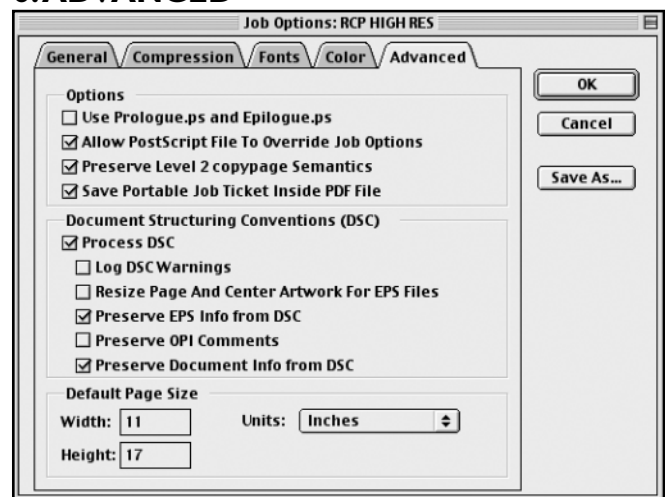 6.ADVANCED
Job Options: RCP HIGH RES
General Compression Fonts Color Advanced
Options
Use Prologue.ps and Epilogue.ps
Allow PostScript File To Override Job Options
Preserve Level 2 copypage Semantics
Save Portable Job Ticket Inside PDF File
Document Structuring Conventions (DSC)
Process DSC
Log DSC Warnings
Resize Page And Center Artwork For EPS Files
Preserve EPS Info from DSC
Preserve OPI Comments
Preserve Document Info from DSC
Default Page Size
Width: 11 Units: Inches
Height: 17
OK
Cancel
Save As...